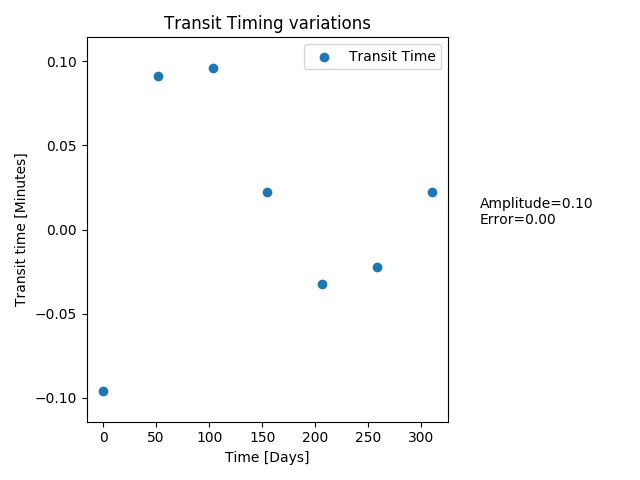 Transit Timing variations
Transit Time
0.10
0.05
0.00
−0.05
−0.10
Transit time [Minutes]
0 50 100 150 200 250 300
Time [Days]
Amplitude=0.10
Error=0.00